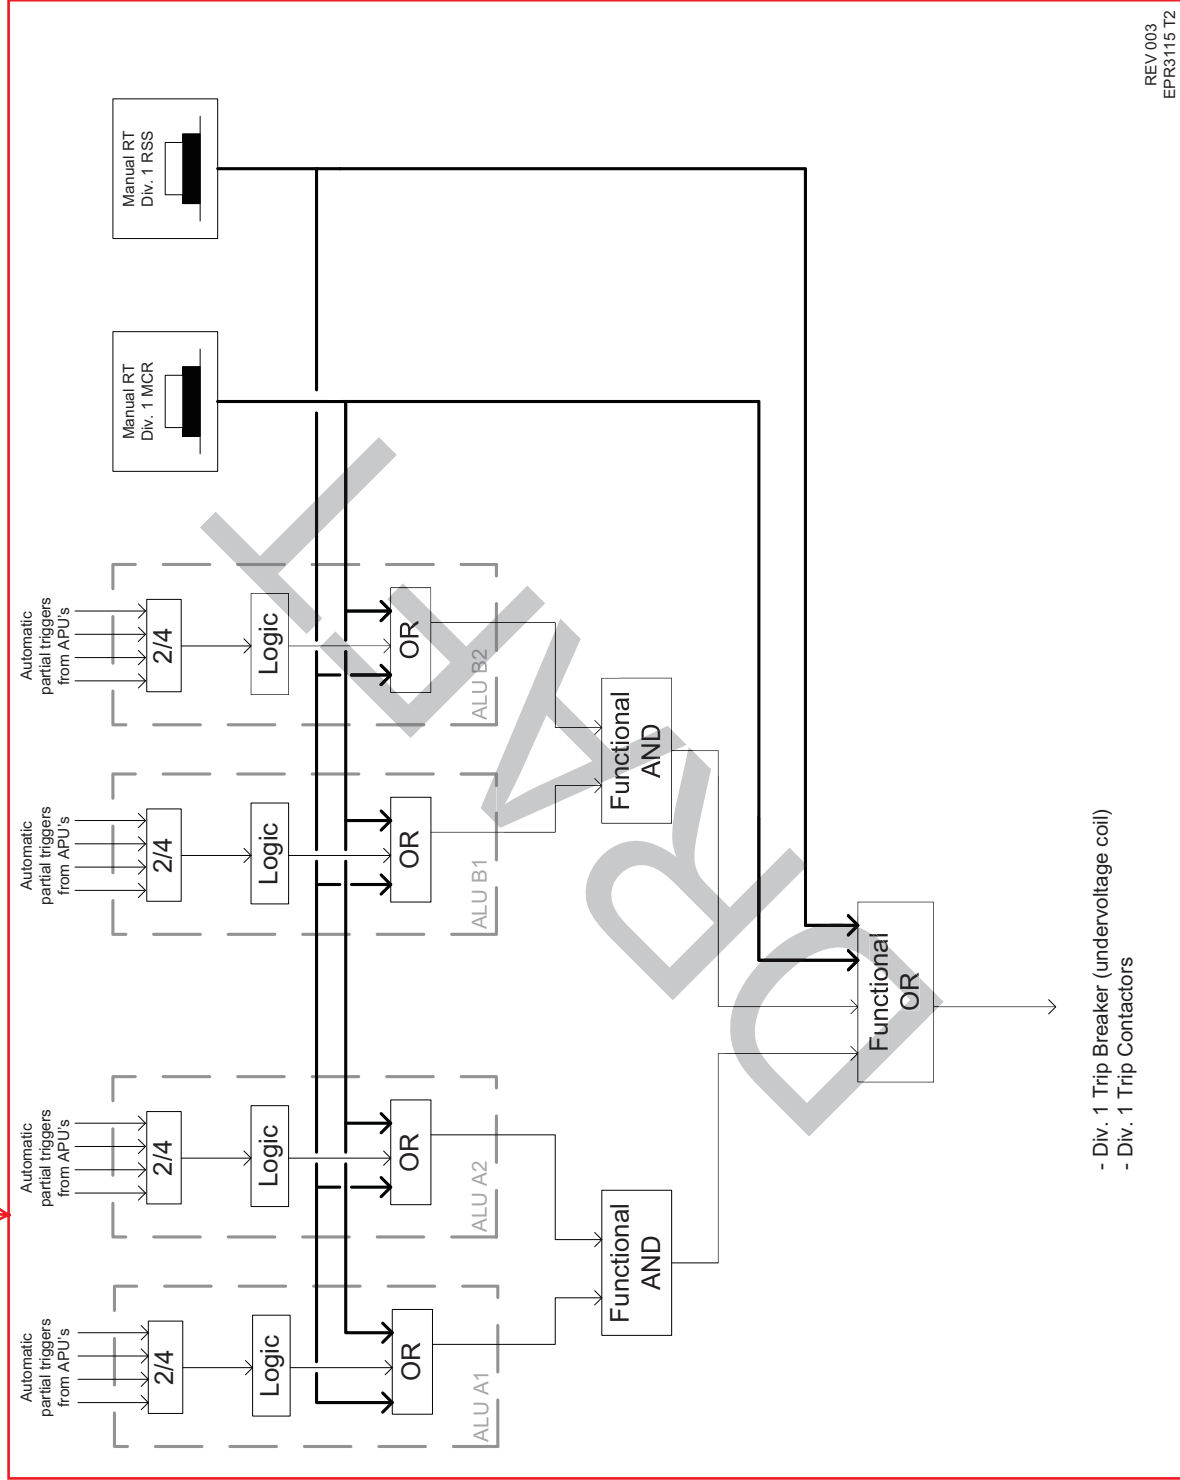 Automatic
partial triggers
from APU's
2/4
Logic
OR
ALU A1
Automatic
partial triggers
from APU's
2/4
Logic
OR
ALU A2
Automatic
partial triggers
from APU's
2/4
Logic
OR
ALU B1
Automatic
partial triggers
from APU's
2/4
Logic
OR
ALU B2
Manual RT
Div. 1 MCR
Manual RT
Div. 1 RSS
Functional
AND
Functional
AND
Functional
OR
- Div. 1 Trip Breaker (undervoltage coil)
- Div. 1 Trip Contactors
DRAFT
REV 003
EPR3115 T2